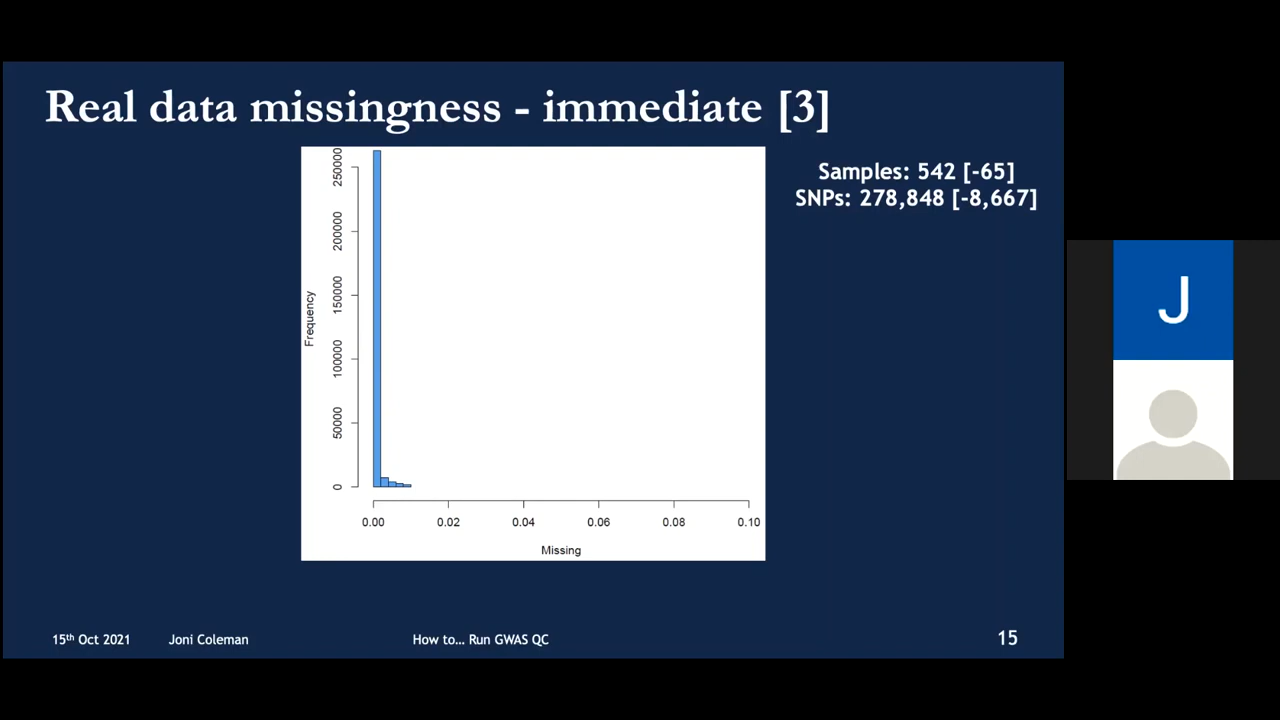 Real data missingness - immediate [3]
Samples: 542 [-65]
SNPs: 278,848 [-8,667]
Frequency
250000
200000
150000
100000
50000
0
0.00 0.02 0.04 0.06 0.08 0.10
Missing
J
15th Oct 2021 Joni Coleman How to... Run GWAS QC 15